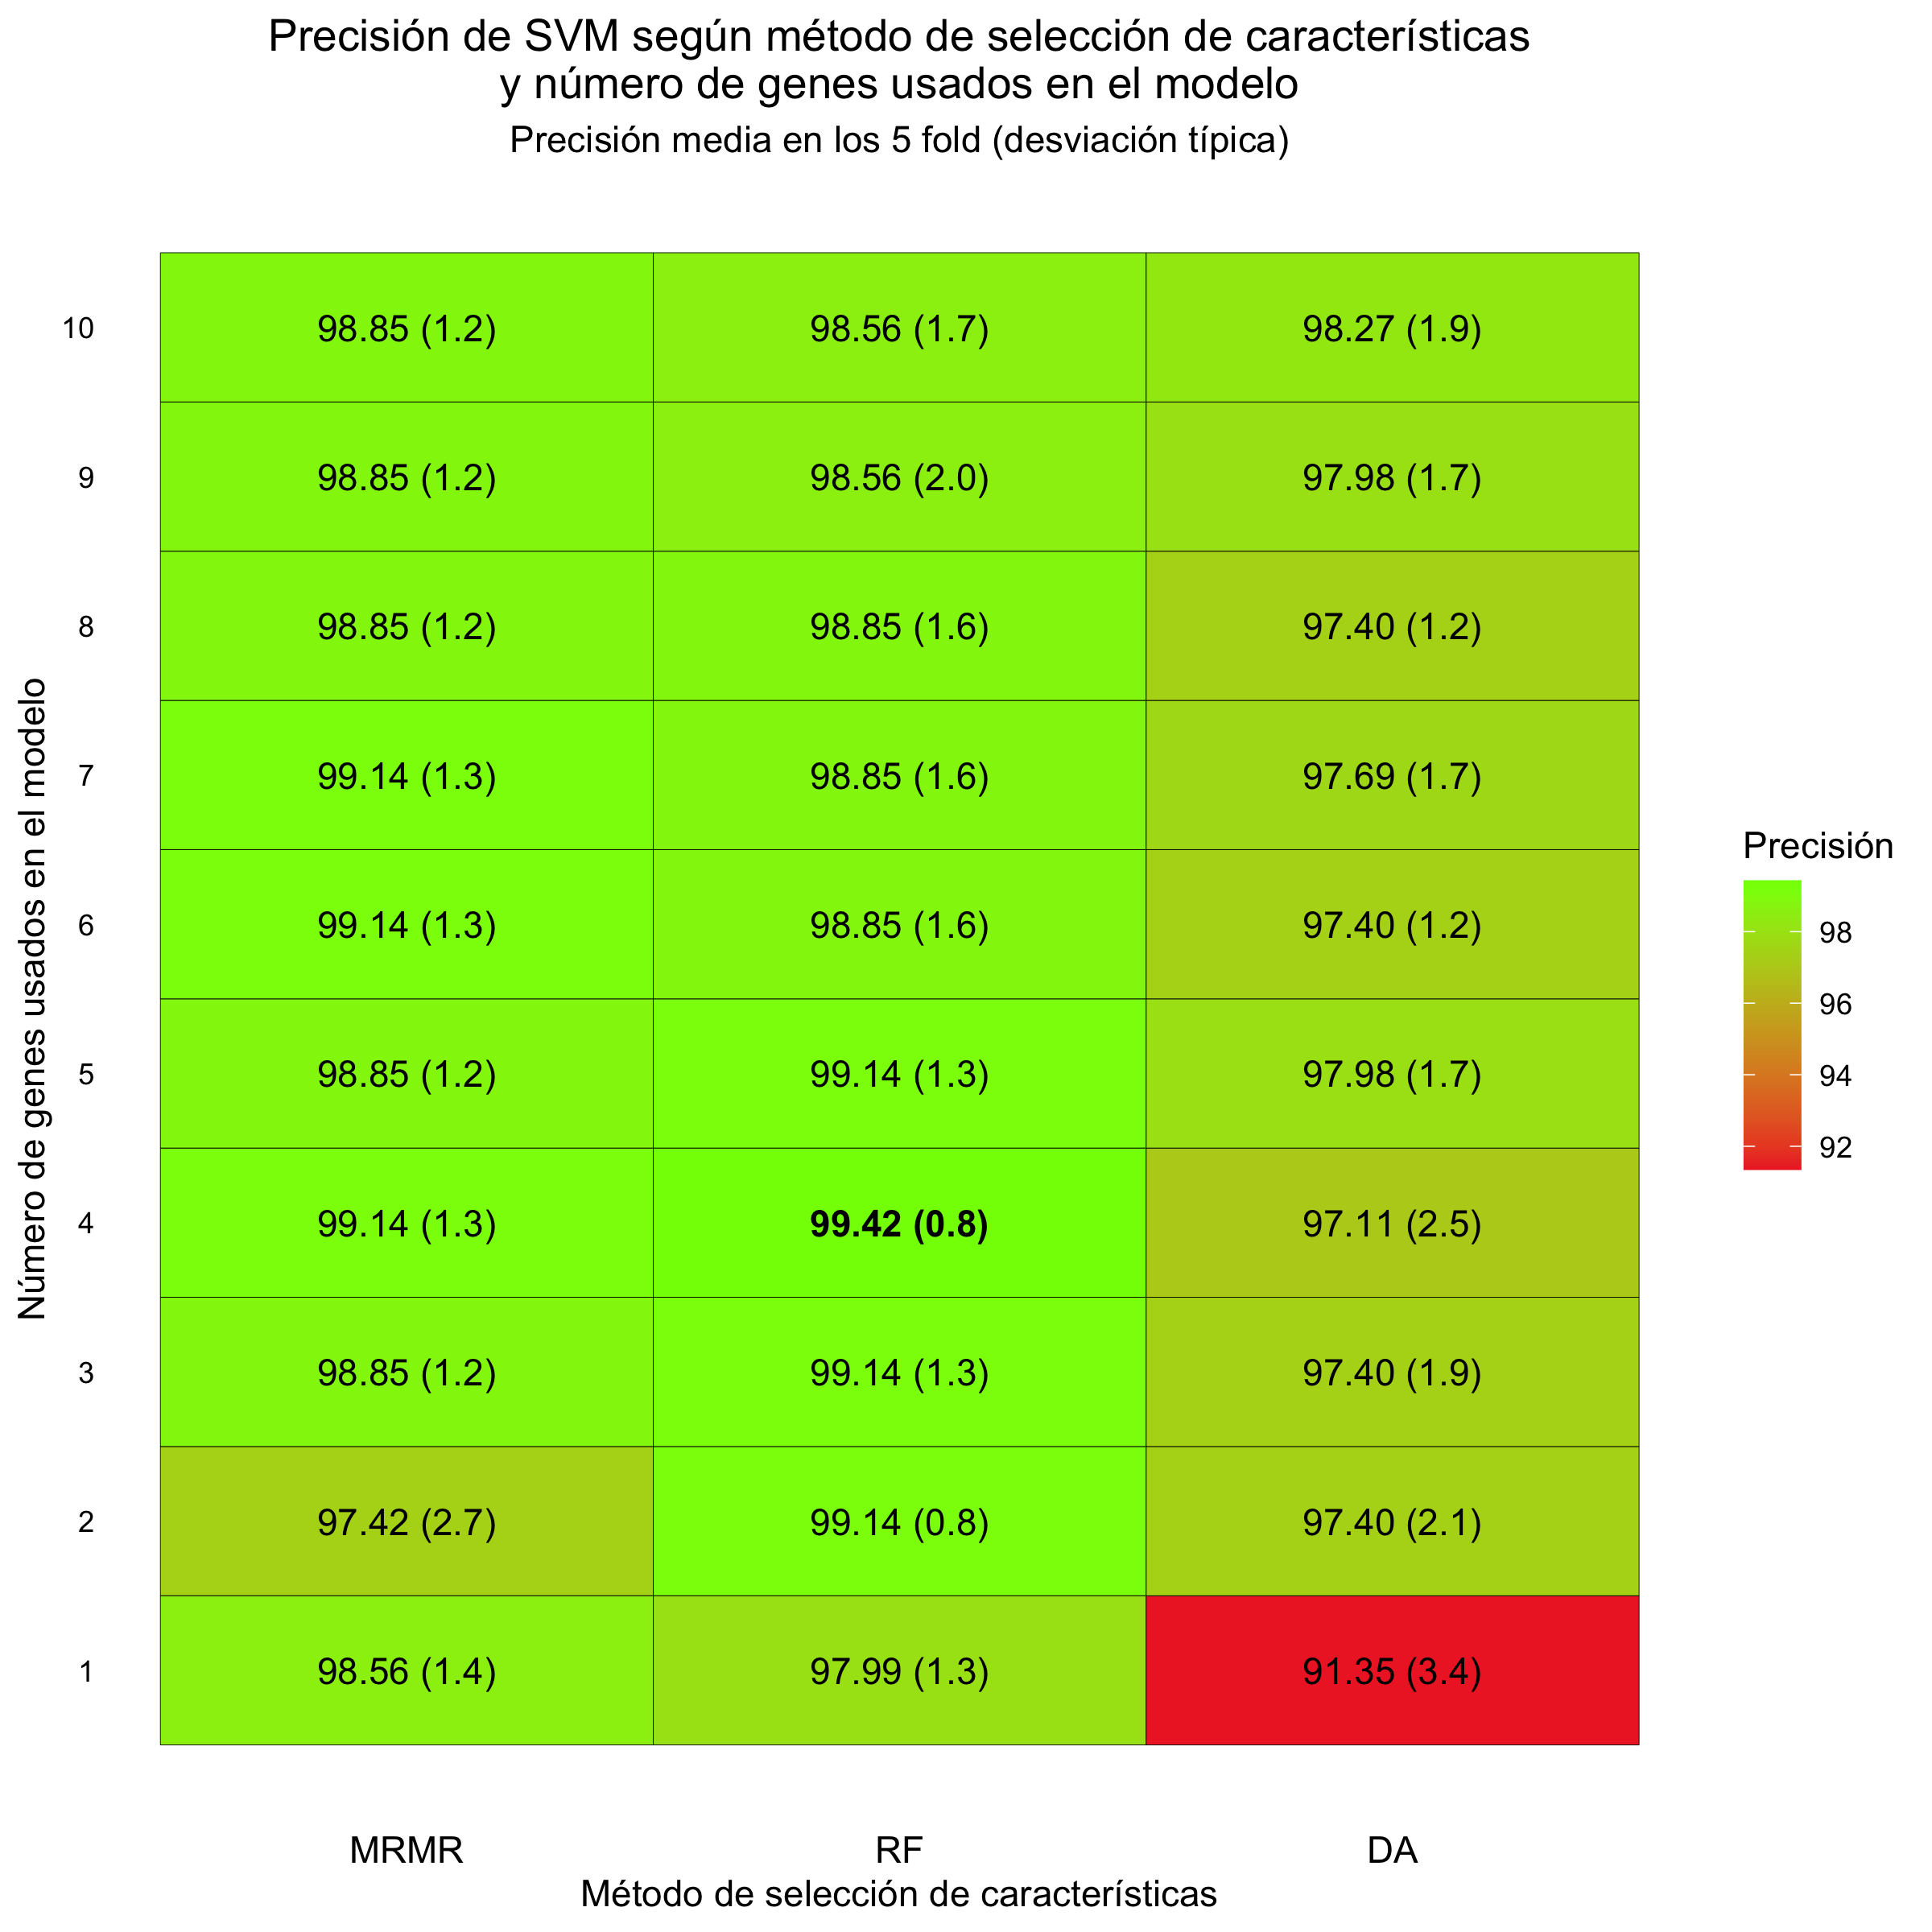 Precisión de SVM según método de selección de características
y número de genes usados en el modelo
Precisión media en los 5 fold (desviación típica)
Número de genes usados en el modelo
10 98.85 (1.2) 98.56 (1.7) 98.27 (1.9)
9 98.85 (1.2) 98.56 (2.0) 97.98 (1.7)
8 98.85 (1.2) 98.85 (1.6) 97.40 (1.2)
7 99.14 (1.3) 98.85 (1.6) 97.69 (1.7)
6 99.14 (1.3) 98.85 (1.6) 97.40 (1.2)
5 98.85 (1.2) 99.14 (1.3) 97.98 (1.7)
4 99.14 (1.3) 99.42 (0.8) 97.11 (2.5)
3 98.85 (1.2) 99.14 (1.3) 97.40 (1.9)
2 97.42 (2.7) 99.14 (0.8) 97.40 (2.1)
1 98.56 (1.4) 97.99 (1.3) 91.35 (3.4)
MRMR RF DA
Método de selección de características
Precisión
98
96
94
92